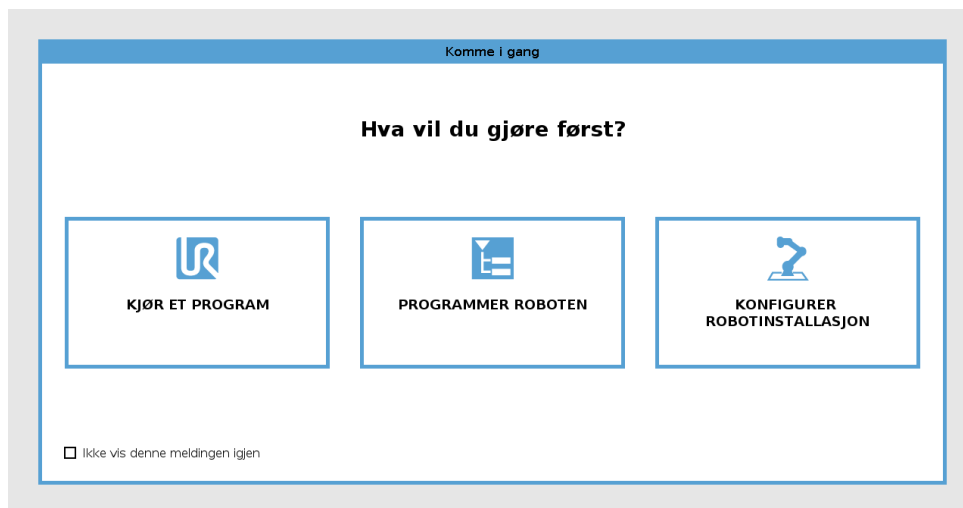 Komme i gang
Hva vil du gjøre først?
KJØR ET PROGRAM
PROGRAMMER ROBOTEN
KONFIGURER
ROBOTINSTALLASJON
Ikke vis denne meldingen igjen